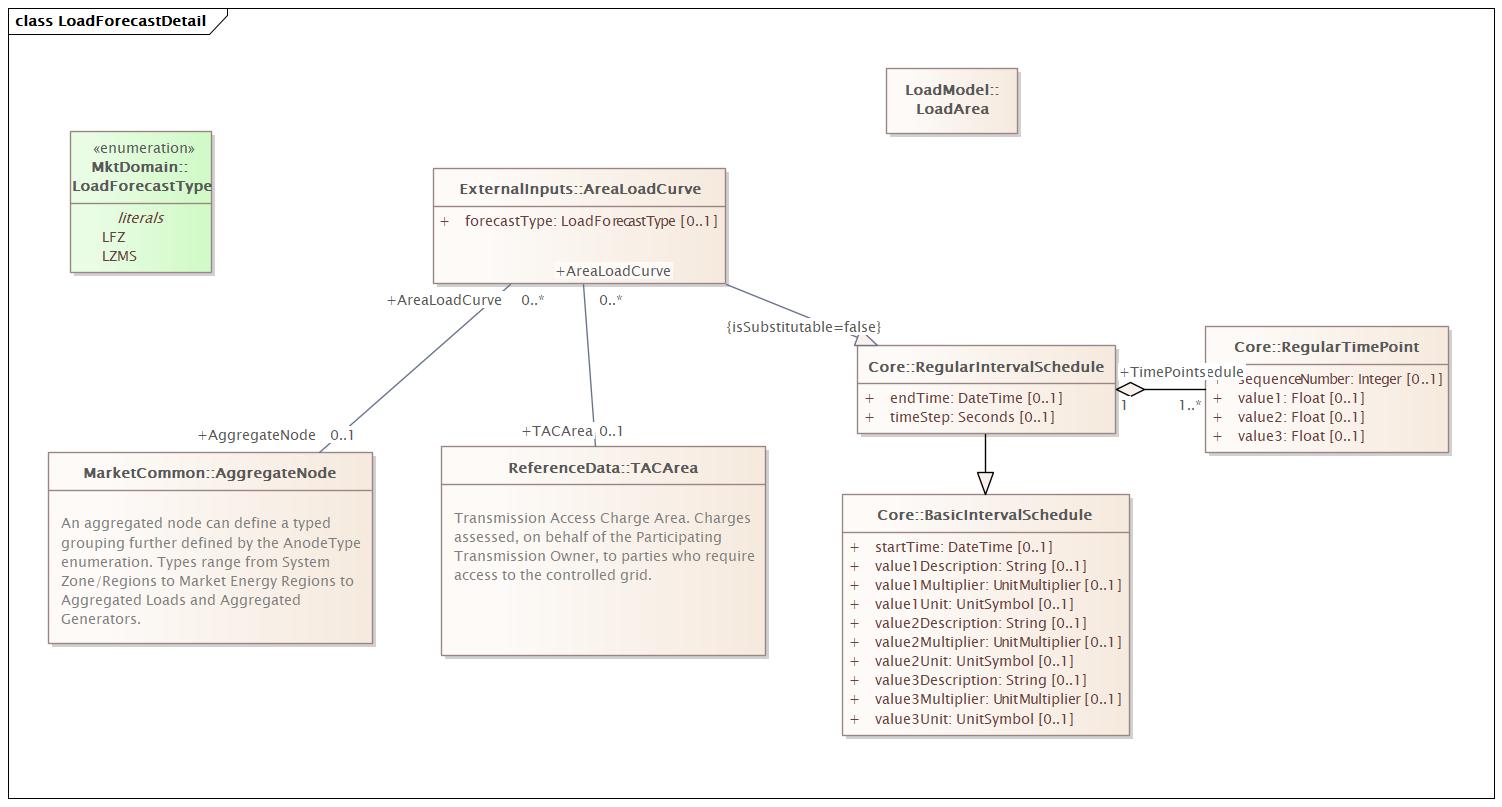 class LoadForecastDetail
LoadModel::
LoadArea
«enumeration»
MktDomain::
LoadForecastType
literals
LFZ
LZMS
ExternalInputs::AreaLoadCurve
+ forecastType: LoadForecastType [0..1]
+AreaLoadCurve
+AreaLoadCurve 0..* 0..*
{isSubstitutable=false}
Core::RegularIntervalSchedule
+ endTime: DateTime [0..1]
+ timeStep: Seconds [0..1]
+TimePoints
1 1..*
Core::RegularTimePoint
+ sequenceNumber: Integer [0..1]
+ value1: Float [0..1]
+ value2: Float [0..1]
+ value3: Float [0..1]
+AggregateNode 0..1
+TACArea 0..1
MarketCommon::AggregateNode
An aggregated node can define a typed
grouping further defined by the AnodeType
enumeration. Types range from System
Zone/Regions to Market Energy Regions to
Aggregated Loads and Aggregated
Generators.
ReferenceData::TACArea
Transmission Access Charge Area. Charges
assessed, on behalf of the Participating
Transmission Owner, to parties who require
access to the controlled grid.
Core::BasicIntervalSchedule
+ startTime: DateTime [0..1]
+ value1Description: String [0..1]
+ value1Multiplier: UnitMultiplier [0..1]
+ value1Unit: UnitSymbol [0..1]
+ value2Description: String [0..1]
+ value2Multiplier: UnitMultiplier [0..1]
+ value2Unit: UnitSymbol [0..1]
+ value3Description: String [0..1]
+ value3Multiplier: UnitMultiplier [0..1]
+ value3Unit: UnitSymbol [0..1]